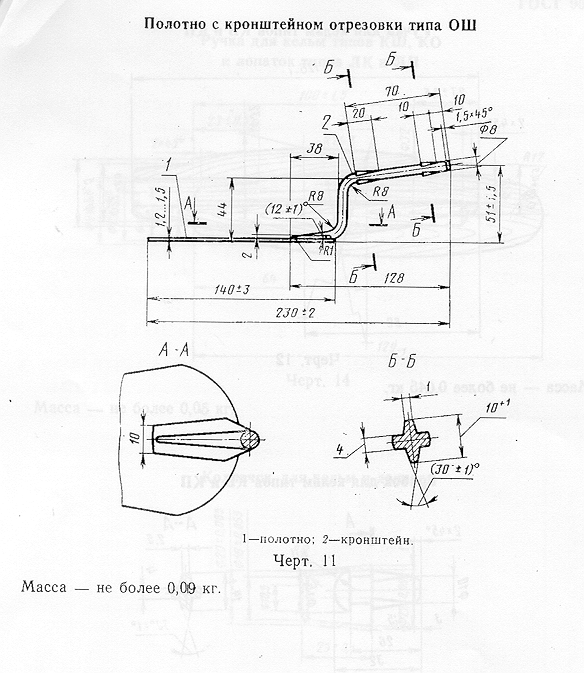 Полотно с кронштейном отрезовки типа ОШ
Б
Б
70
10
10
2
20
1,5×45°
Ф8
38
1
R8
R8
(12±1)°
1,2...1,5
А
44
А
Б
51±1,5
2
R1
Б
128
140±3
230±2
А-А
Б-Б
1
10
10⁺¹
4
(30±1)°
1—полотно; 2—кронштейн.
Черт. 11
Масса — не более 0,09 кг.